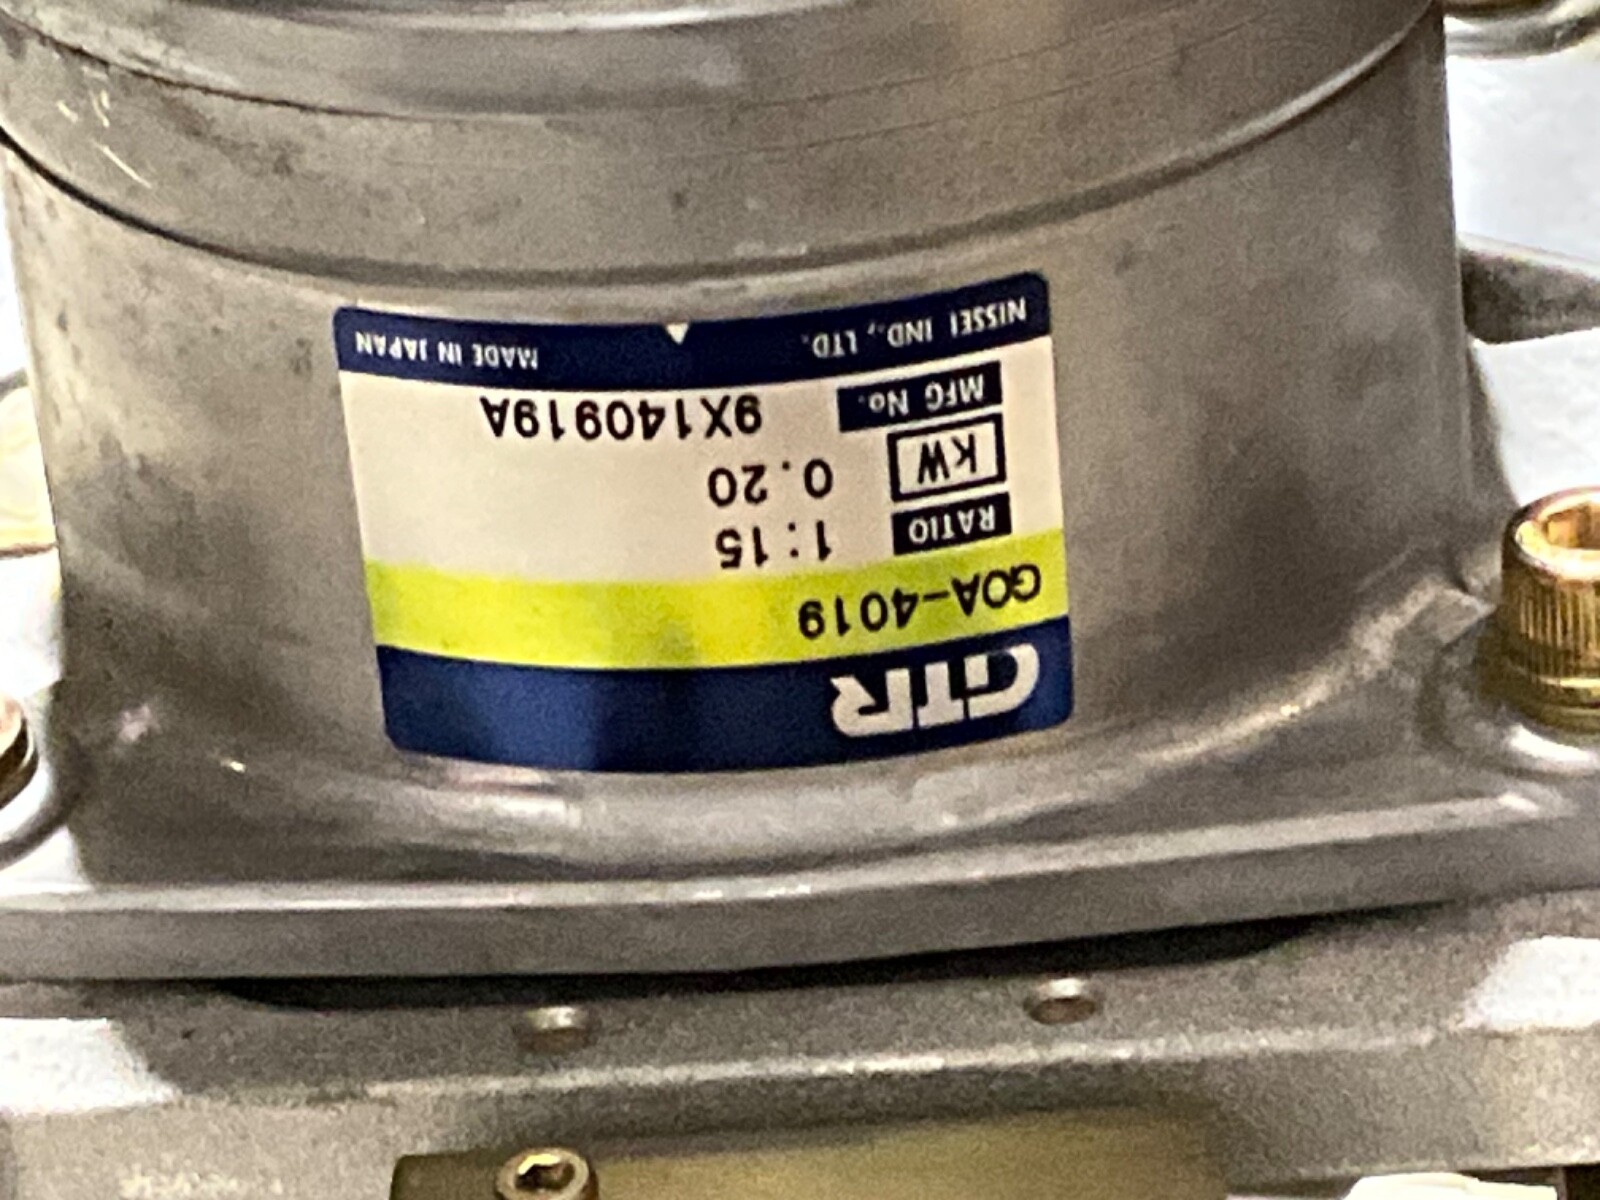 GTR
GOA-4019
RATIO 1:15
kW 0.20
MFG No. 9X140919A
NISSEI IND., LTD. MADE IN JAPAN